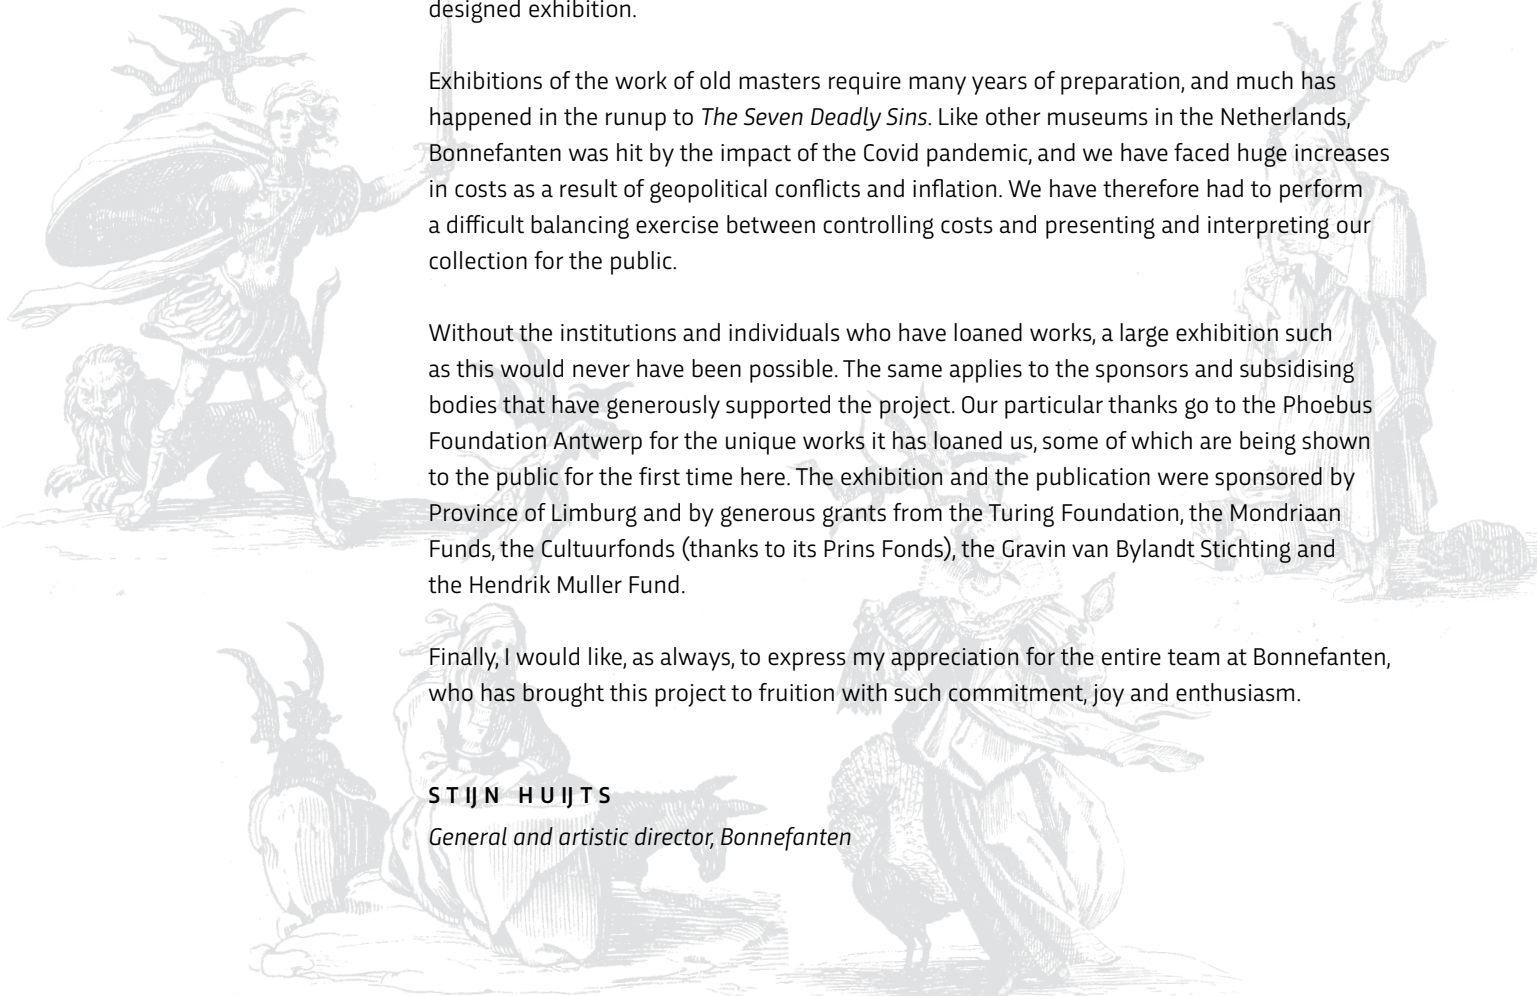 designed exhibition.
Exhibitions of the work of old masters require many years of preparation, and much has
happened in the runup to The Seven Deadly Sins. Like other museums in the Netherlands,
Bonnefanten was hit by the impact of the Covid pandemic, and we have faced huge increases
in costs as a result of geopolitical conflicts and inflation. We have therefore had to perform
a difficult balancing exercise between controlling costs and presenting and interpreting our
collection for the public.
Without the institutions and individuals who have loaned works, a large exhibition such
as this would never have been possible. The same applies to the sponsors and subsidising
bodies that have generously supported the project. Our particular thanks go to the Phoebus
Foundation Antwerp for the unique works it has loaned us, some of which are being shown
to the public for the first time here. The exhibition and the publication were sponsored by
Province of Limburg and by generous grants from the Turing Foundation, the Mondriaan
Funds, the Cultuurfonds (thanks to its Prins Fonds), the Gravin van Bylandt Stichting and
the Hendrik Muller Fund.
Finally, I would like, as always, to express my appreciation for the entire team at Bonnefanten,
who has brought this project to fruition with such commitment, joy and enthusiasm.
STIJN HUIJTS
General and artistic director, Bonnefanten